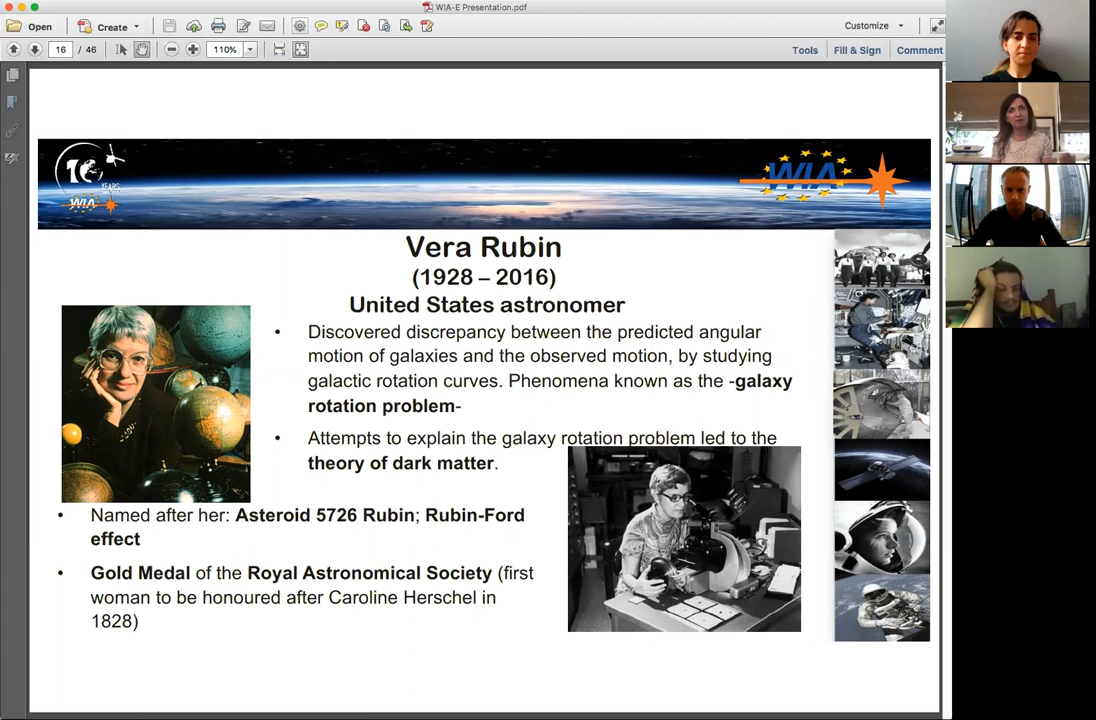 WIA-E Presentation.pdf
Open
Create
Customize
16 / 46
110%
Tools
Fill & Sign
Comment
10
YEARS
WIA
WIA
Vera Rubin
(1928 – 2016)
United States astronomer
• Discovered discrepancy between the predicted angular
motion of galaxies and the observed motion, by studying
galactic rotation curves. Phenomena known as the -galaxy
rotation problem-
• Attempts to explain the galaxy rotation problem led to the
theory of dark matter.
• Named after her: Asteroid 5726 Rubin; Rubin-Ford
effect
• Gold Medal of the Royal Astronomical Society (first
woman to be honoured after Caroline Herschel in
1828)